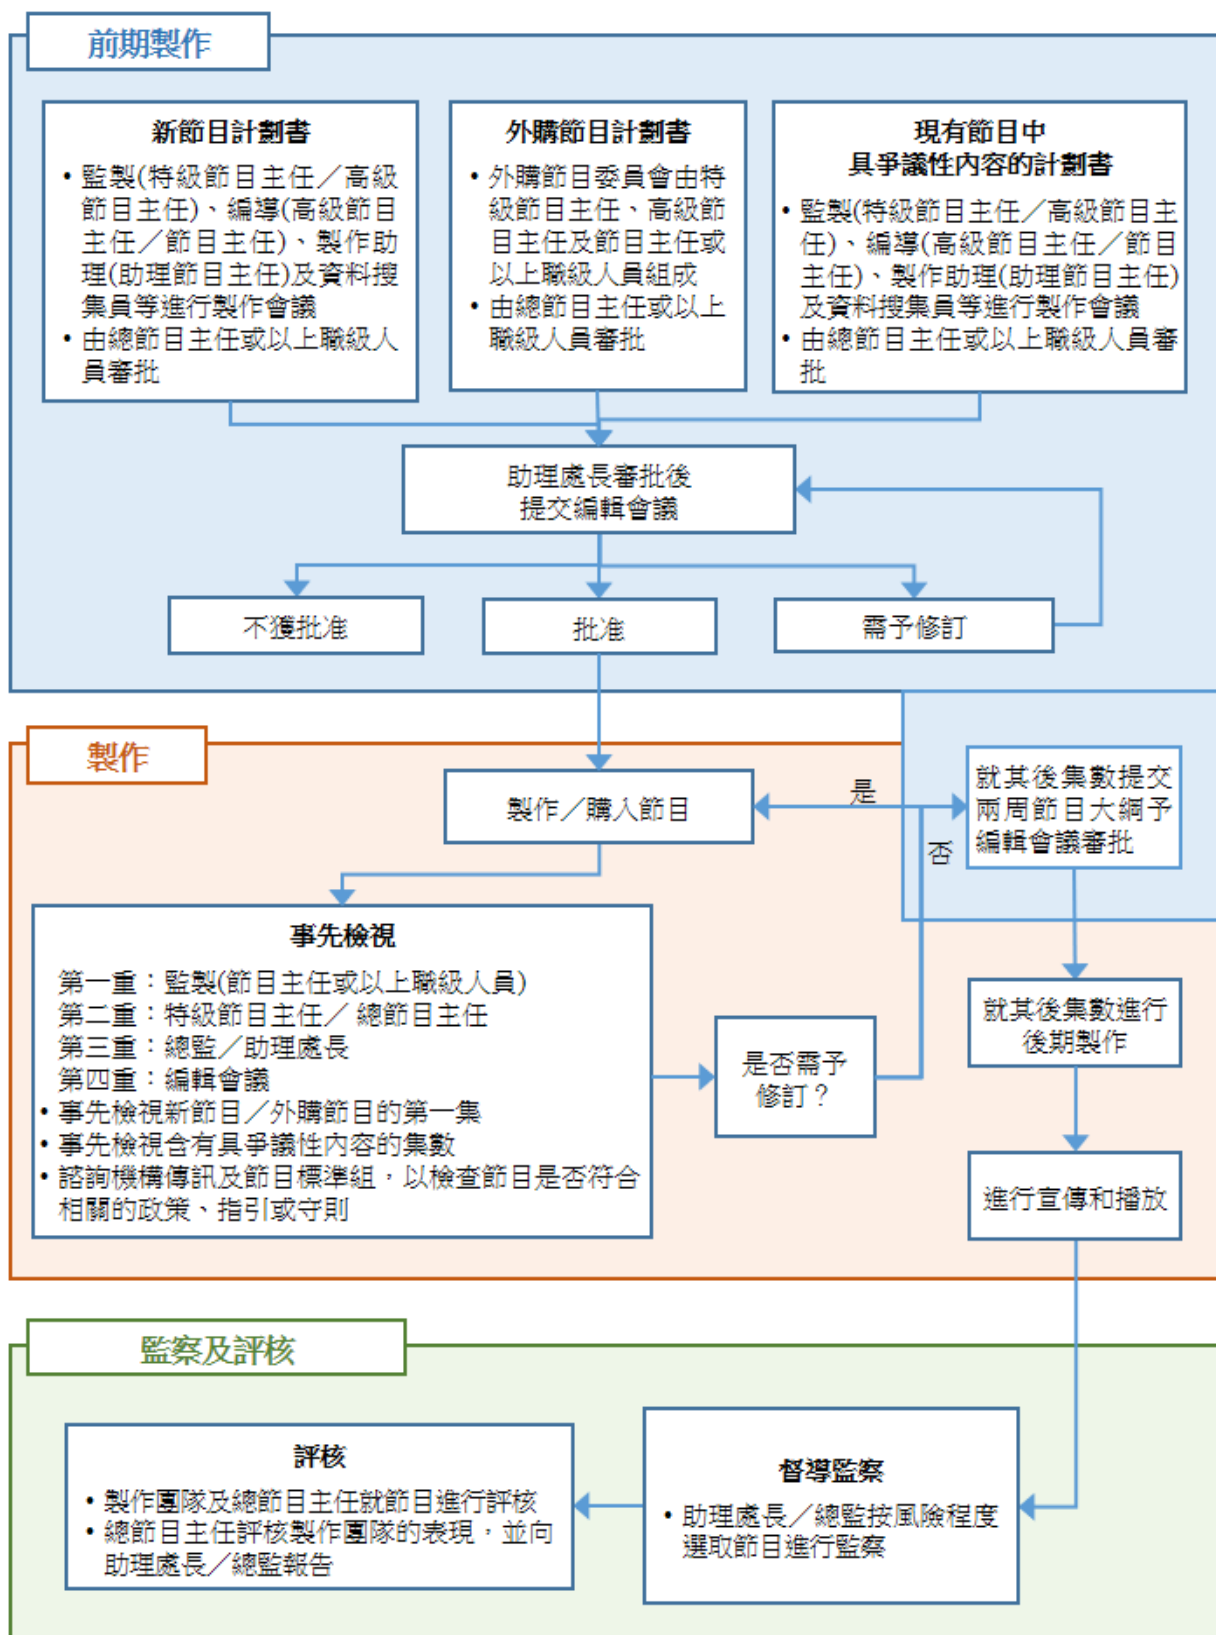 前期製作
新節目計劃書
• 監製(特級節目主任／高級
節目主任)、編導(高級節目
主任／節目主任)、製作助
理(助理節目主任)及資料搜
集員等進行製作會議
• 由總節目主任或以上職級人
員審批
外購節目計劃書
• 外購節目委員會由特
級節目主任、高級節
目主任及節目主任或
以上職級人員組成
• 由總節目主任或以上
職級人員審批
現有節目中
具爭議性內容的計劃書
• 監製(特級節目主任／高級節目主
任)、編導(高級節目主任／節目
主任)、製作助理(助理節目主任)
及資料搜集員等進行製作會議
• 由總節目主任或以上職級人員審
批
助理處長審批後
提交編輯會議
不獲批准
批准
需予修訂
製作
製作／購入節目
是
否
就其後集數提交
兩周節目大綱予
編輯會議審批
事先檢視
第一重：監製(節目主任或以上職級人員)
第二重：特級節目主任／ 總節目主任
第三重：總監／助理處長
第四重：編輯會議
• 事先檢視新節目／外購節目的第一集
• 事先檢視含有具爭議性內容的集數
• 諮詢機構傳訊及節目標準組，以檢查節目是否符合
相關的政策、指引或守則
是否需予
修訂？
就其後集數進行
後期製作
進行宣傳和播放
監察及評核
評核
• 製作團隊及總節目主任就節目進行評核
• 總節目主任評核製作團隊的表現，並向
助理處長／總監報告
督導監察
• 助理處長／總監按風險程度
選取節目進行監察